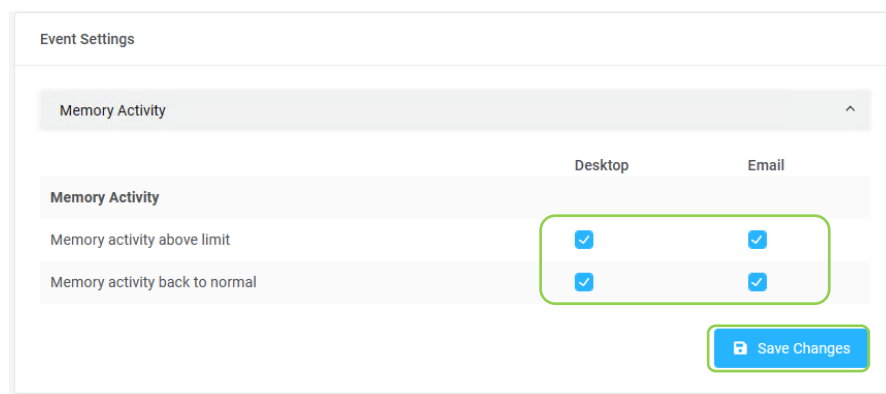 Event Settings
Memory Activity
Desktop Email
Memory Activity
Memory activity above limit
Memory activity back to normal
Save Changes